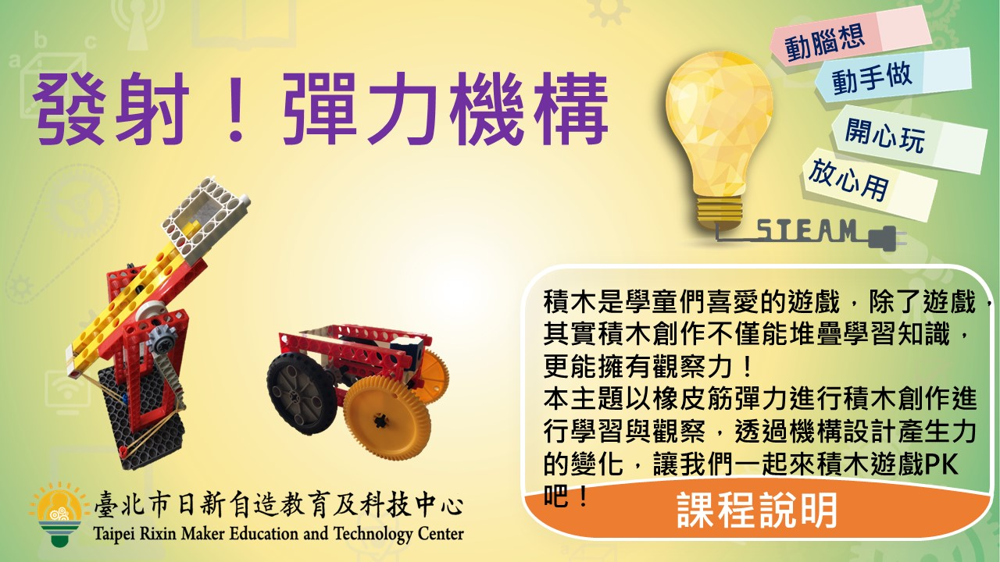 發射！彈力機構
動腦想
動手做
開心玩
放心用
STEAM
積木是學童們喜愛的遊戲，除了遊戲，
其實積木創作不僅能堆疊學習知識，
更能擁有觀察力！
本主題以橡皮筋彈力進行積木創作進
行學習與觀察，透過機構設計產生力
的變化，讓我們一起來積木遊戲PK
吧！
課程說明
臺北市日新自造教育及科技中心
Taipei Rixin Maker Education and Technology Center
a
b
c